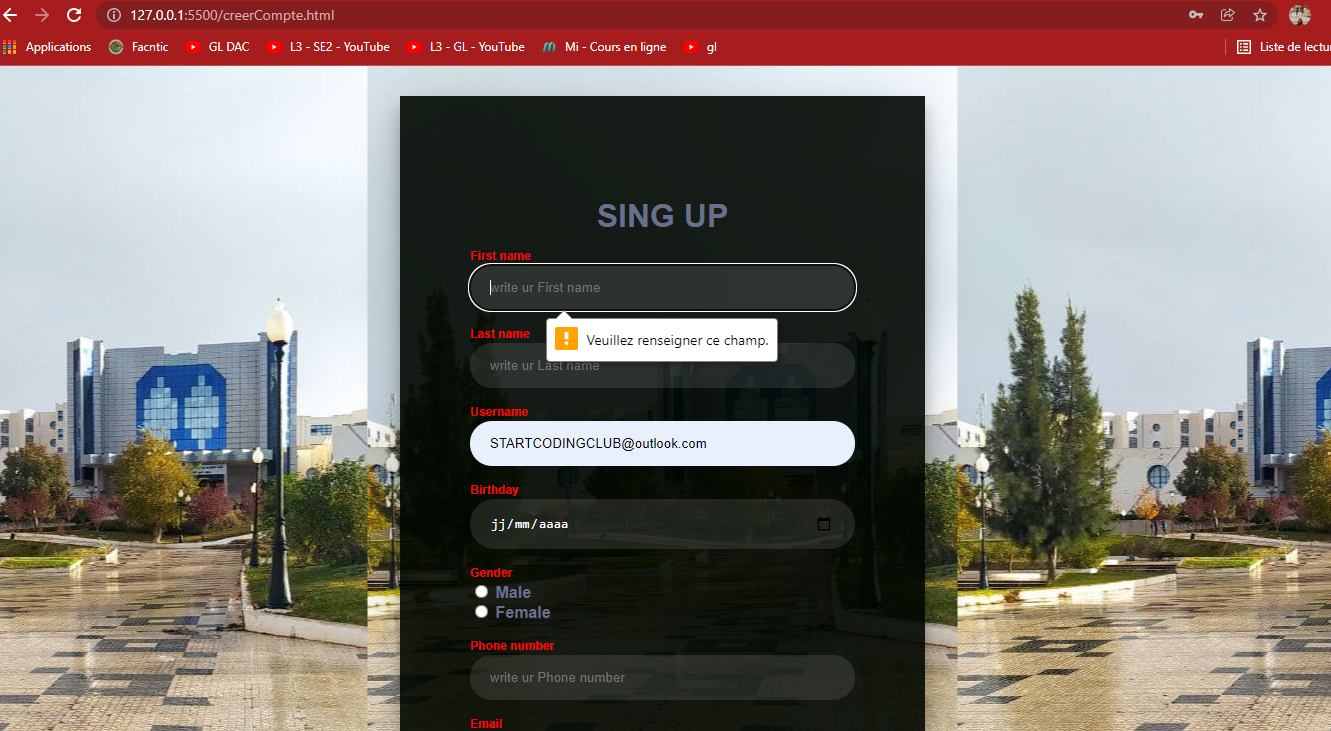 127.0.0.1:5500/creerCompte.html
Applications Facntic GL DAC L3 - SE2 - YouTube L3 - GL - YouTube Mi - Cours en ligne gl Liste de lectu
SING UP
First name
write ur First name
Veuillez renseigner ce champ.
Last name
write ur Last name
Username
STARTCODINGCLUB@outlook.com
Birthday
jj/mm/aaaa
Gender
Male
Female
Phone number
write ur Phone number
Email